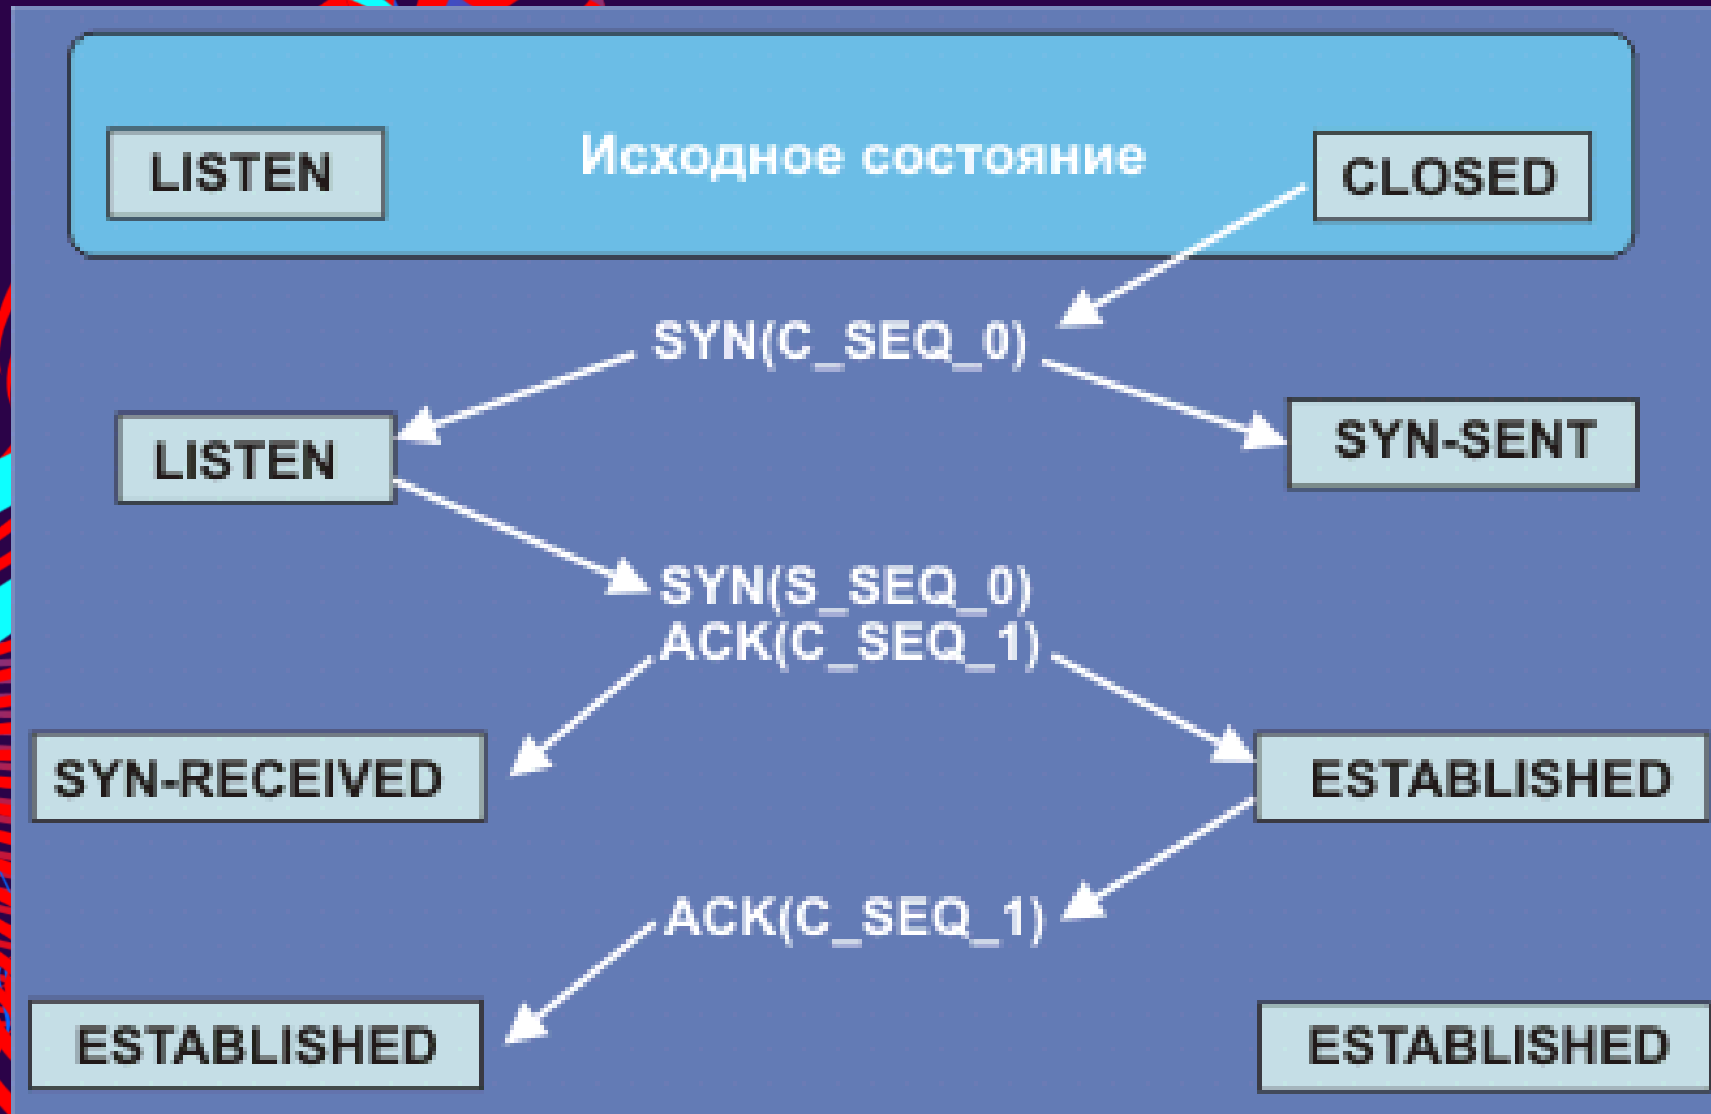 LISTEN
Исходное состояние
CLOSED
SYN(C_SEQ_0)
LISTEN
SYN-SENT
SYN(S_SEQ_0)
ACK(C_SEQ_1)
SYN-RECEIVED
ESTABLISHED
ACK(C_SEQ_1)
ESTABLISHED
ESTABLISHED